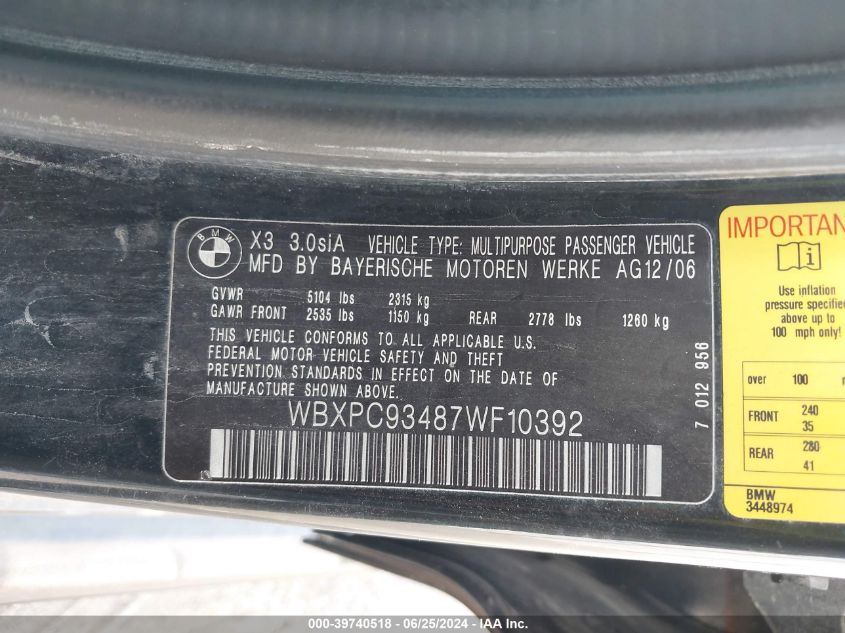 BMW
X3 3.0siA VEHICLE TYPE: MULTIPURPOSE PASSENGER VEHICLE
MFD BY BAYERISCHE MOTOREN WERKE AG12/06
GVWR 5104 lbs 2315 kg
GAWR FRONT 2535 lbs 1150 kg REAR 2778 lbs 1260 kg
THIS VEHICLE CONFORMS TO ALL APPLICABLE U.S.
FEDERAL MOTOR VEHICLE SAFETY AND THEFT
PREVENTION STANDARDS IN EFFECT ON THE DATE OF
MANUFACTURE SHOWN ABOVE.
WBXPC93487WF10392
7 012 956
IMPORTAN
Use inflation
pressure specifie
above up to
100 mph only!
over 100
FRONT 240
35
REAR 280
41
BMW
3448974
000-39740518 - 06/25/2024 - IAAI.com